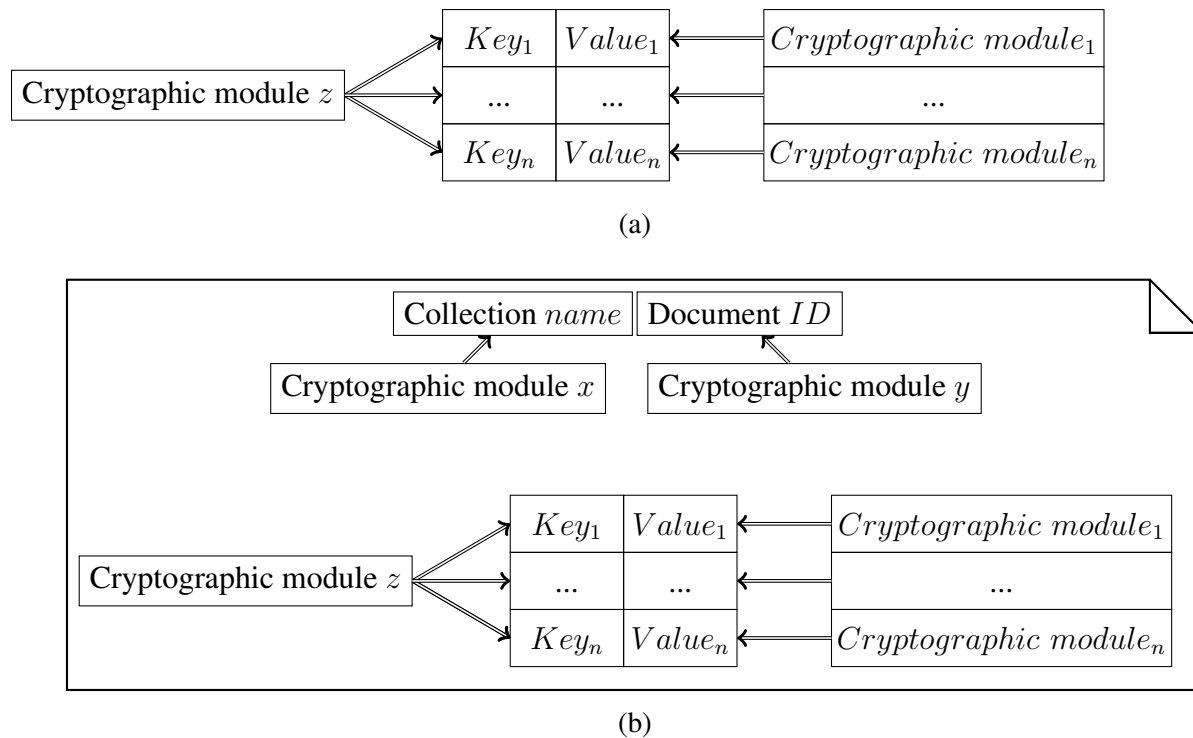 Key₁ Value₁ Cryptographic module₁
Cryptographic module z ... ... ...
Keyₙ Valueₙ Cryptographic moduleₙ
(a)
Collection name Document ID
Cryptographic module x Cryptographic module y
Key₁ Value₁ Cryptographic module₁
Cryptographic module z ... ... ...
Keyₙ Valueₙ Cryptographic moduleₙ
(b)